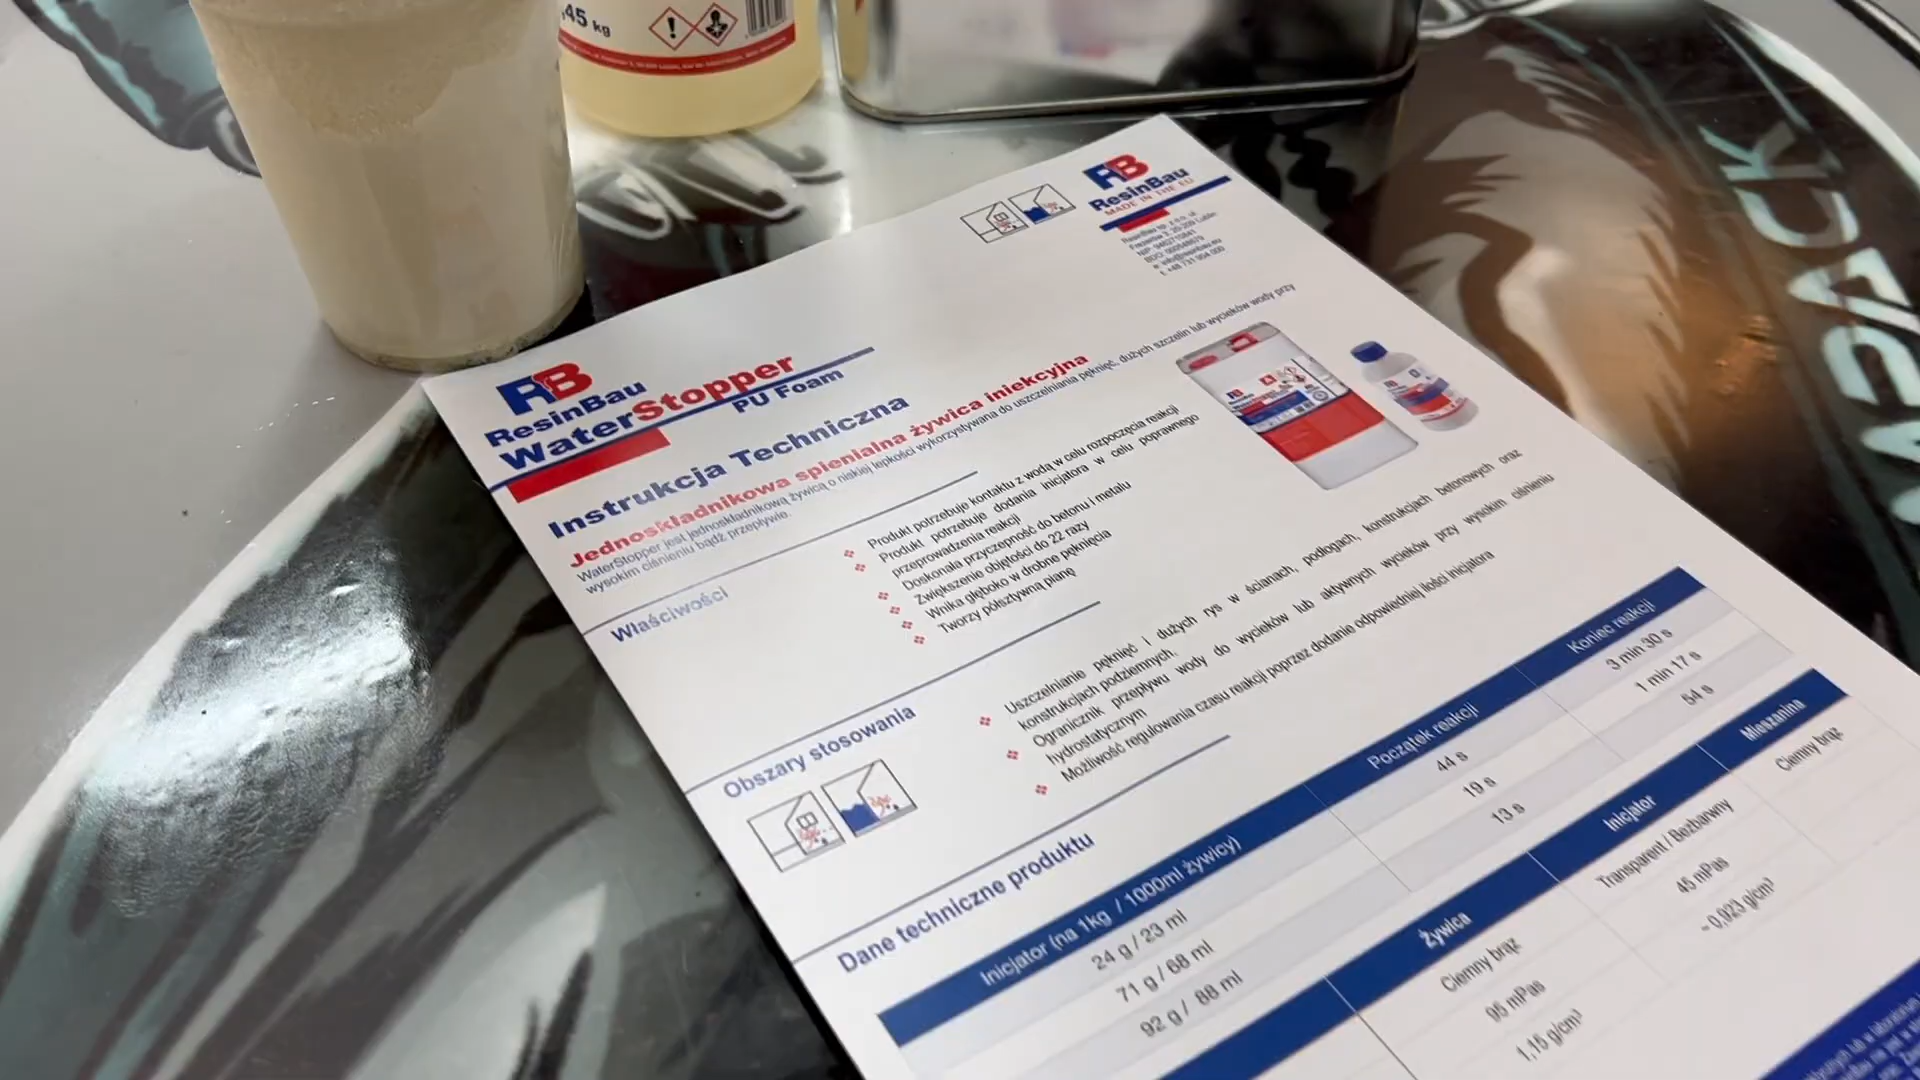 ,45 kg
RB
ResinBau
MADE IN THE EU
ResinBau sp. z o.o. uk
RB
ResinBau
WaterStopper
PU Foam
Instrukcja Techniczna
Jednoskładnikowa spienialna żywica iniekcyjna
WaterStopper jest jednoskładnikową żywicą o niskiej lepkości wykorzystywana do uszczelniania pęknięć, dużych szczelin lub wycieków wody przy
wysokim ciśnieniu bądź przepływie.
Właściwości
Produkt potrzebuje kontaktu z wodą w celu rozpoczęcia reakcji
Produkt potrzebuje dodania inicjatora w celu poprawnego
przeprowadzenia reakcji
Doskonała przyczepność do betonu i metalu
Zwiększenie objętości do 22 razy
Wnika głęboko w drobne pęknięcia
Tworzy półsztywną pianę
Obszary stosowania
Uszczelnianie pęknięć i dużych rys w ścianach, podłogach, konstrukcjach betonowych oraz
konstrukcjach podziemnych,
Ogranicznik przepływu wody do wycieków lub aktywnych wycieków przy wysokim ciśnieniu
hydrostatycznym
Możliwość regulowania czasu reakcji poprzez dodanie odpowiedniej ilości inicjatora
Dane techniczne produktu
Inicjator (na 1kg / 1000ml żywicy) Początek reakcji Koniec reakcji
24 g / 23 ml 44 s 3 min 30 s
71 g / 68 ml 19 s 1 min 17 s
92 g / 88 ml 13 s 54 s
Żywica Inicjator Mieszanina
Ciemny brąz Transparent / Bezbarwny Ciemny brąz
95 mPas 45 mPas
1,15 g/cm³ ~ 0,923 g/cm³